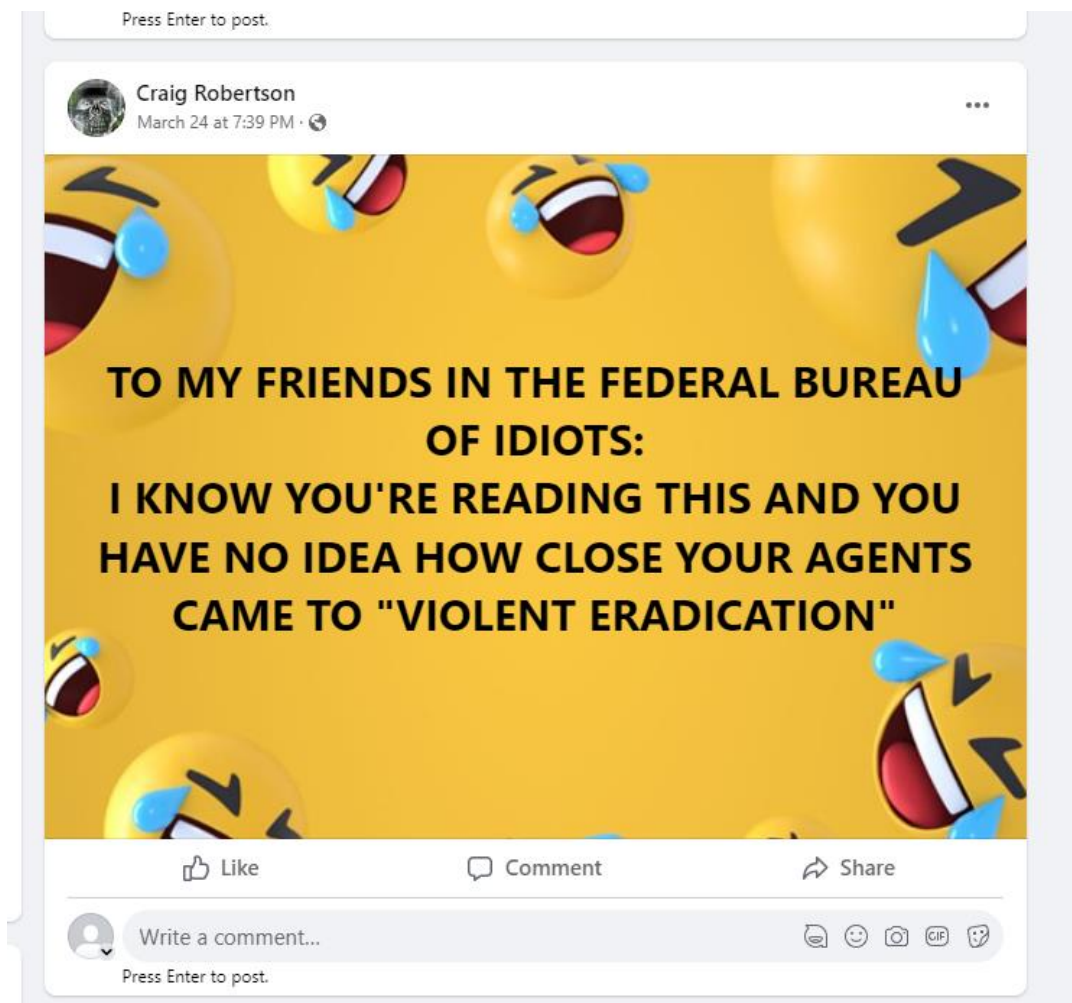 Press Enter to post.
Craig Robertson
March 24 at 7:39 PM ·
TO MY FRIENDS IN THE FEDERAL BUREAU
OF IDIOTS:
I KNOW YOU'RE READING THIS AND YOU
HAVE NO IDEA HOW CLOSE YOUR AGENTS
CAME TO "VIOLENT ERADICATION"
Like Comment Share
Write a comment... GIF
Press Enter to post.